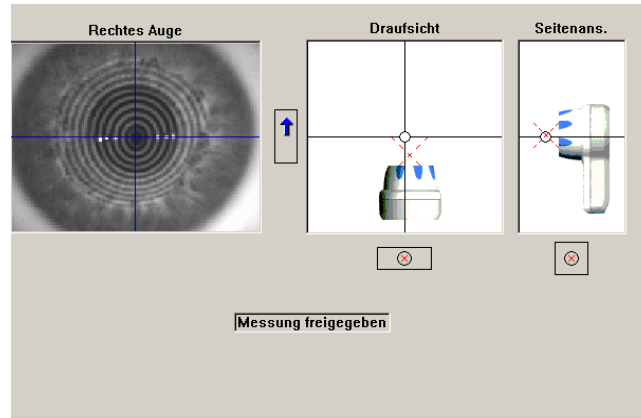 Rechtes Auge
Draufsicht
Seitenans.
Messung freigegeben